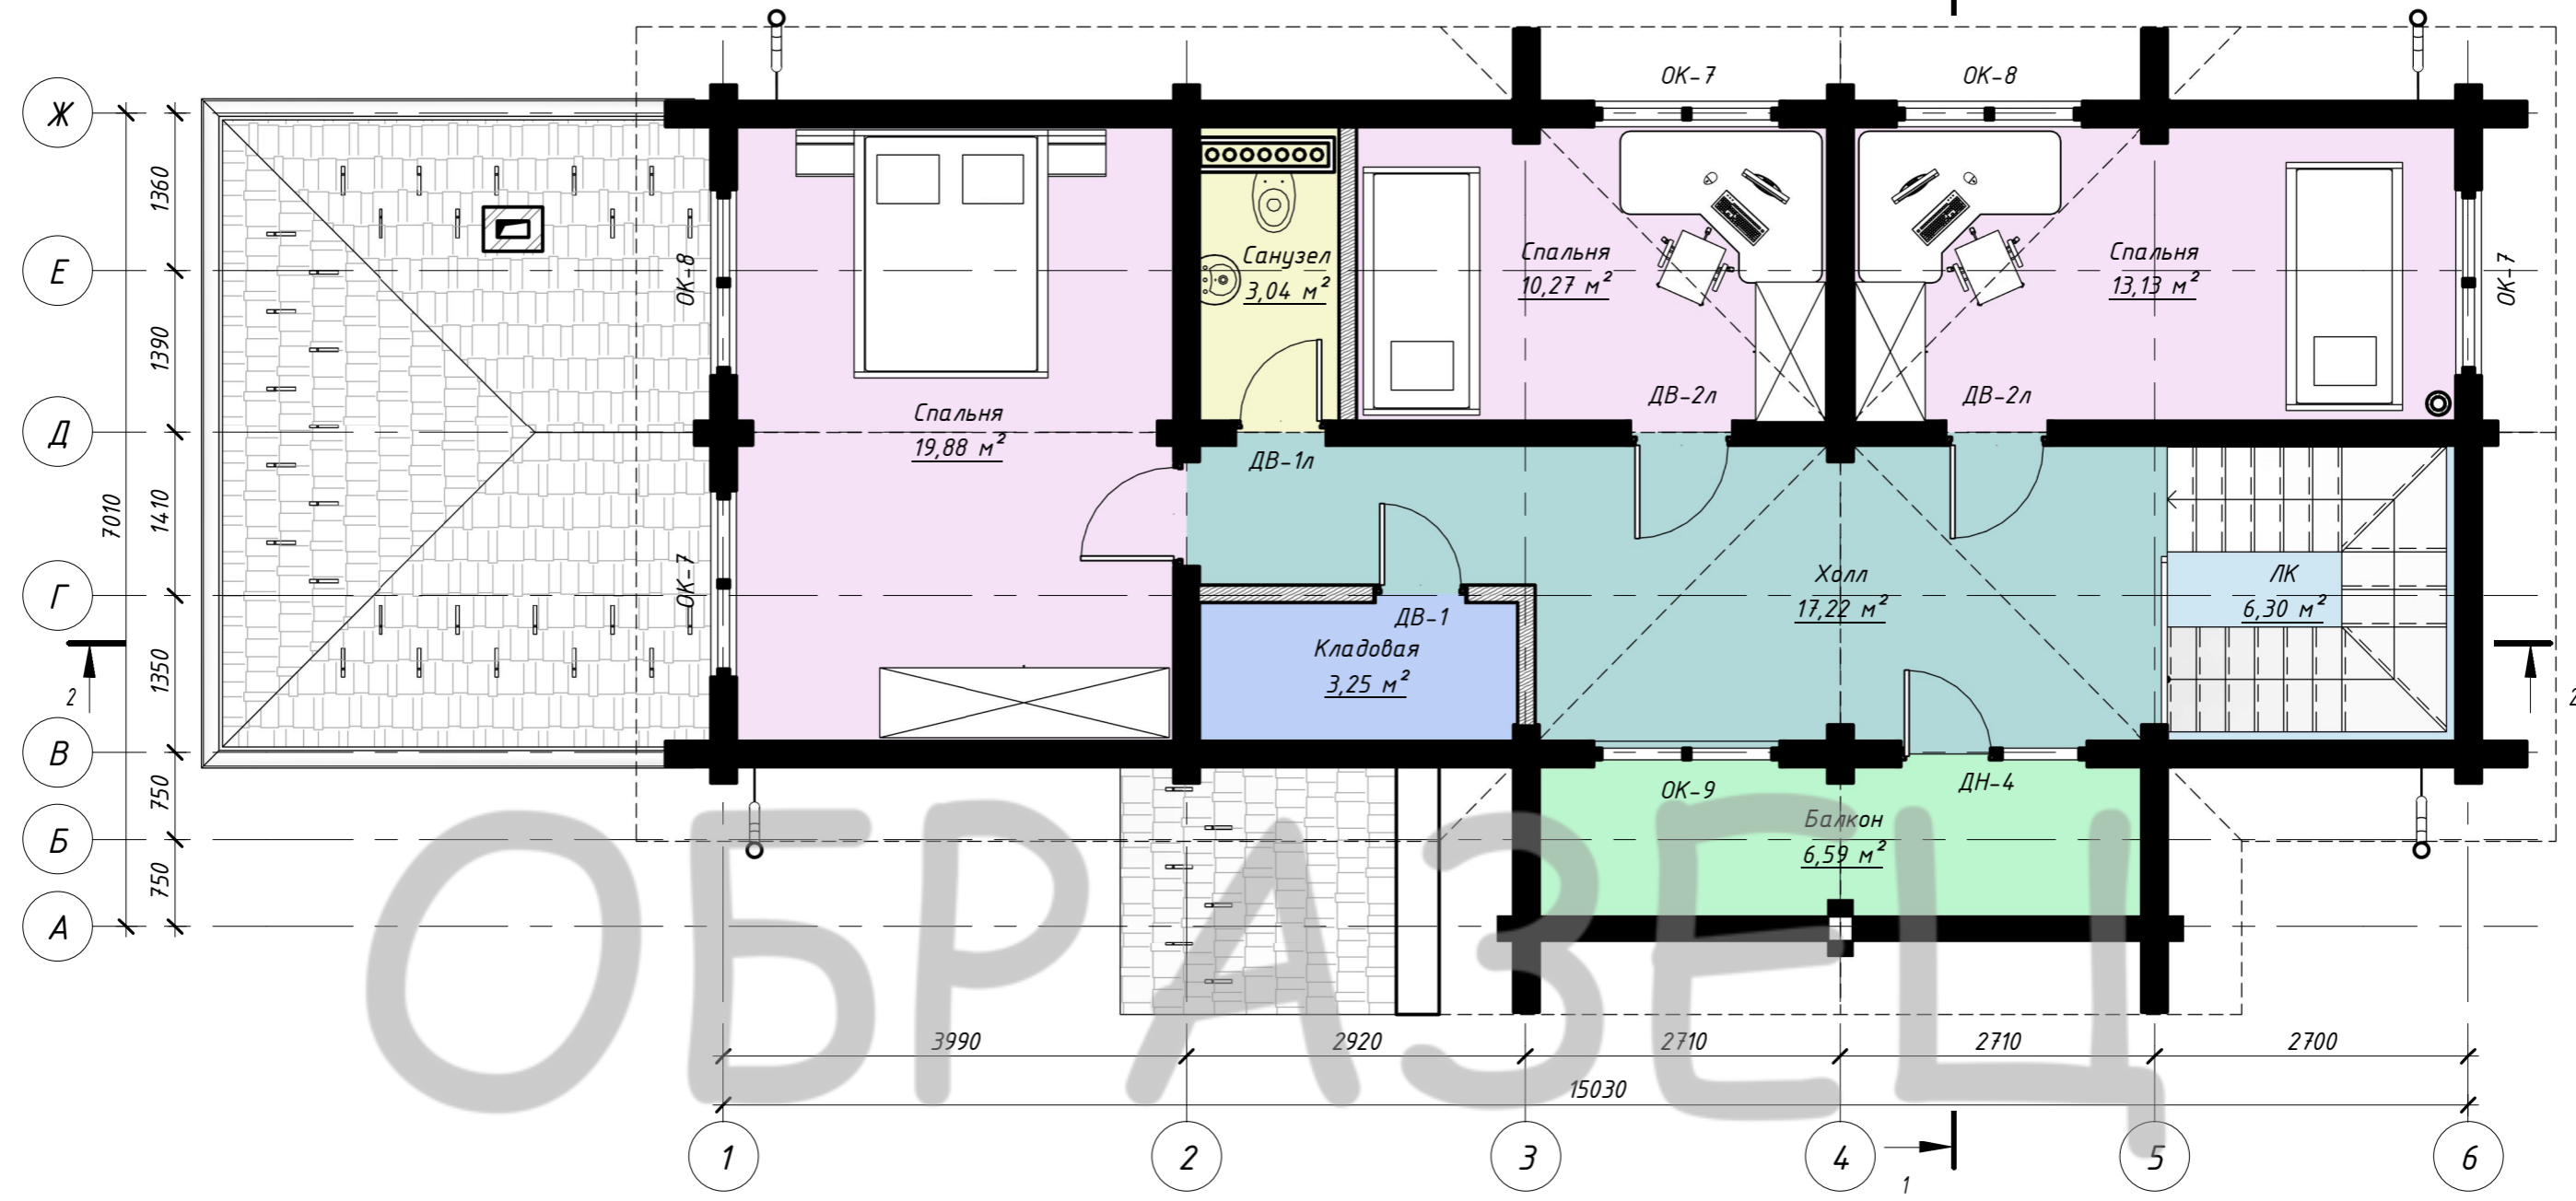 ОК-7
ОК-8
Ж
Е
Д
Г
В
Б
А
7010
1360
1390
1410
1350
750
750
ОК-8
ОК-7
Спальня
19,88 м²
Санузел
3,04 м²
Спальня
10,27 м²
Спальня
13,13 м²
ОК-7
ДВ-1л
ДВ-2л
ДВ-2л
ДВ-1
Кладовая
3,25 м²
Холл
17,22 м²
ЛК
6,30 м²
2
2
ОК-9
ДН-4
Балкон
6,59 м²
ОБРАЗЕЦ
3990
2920
2710
2710
2700
15030
1
2
3
4
5
6
1